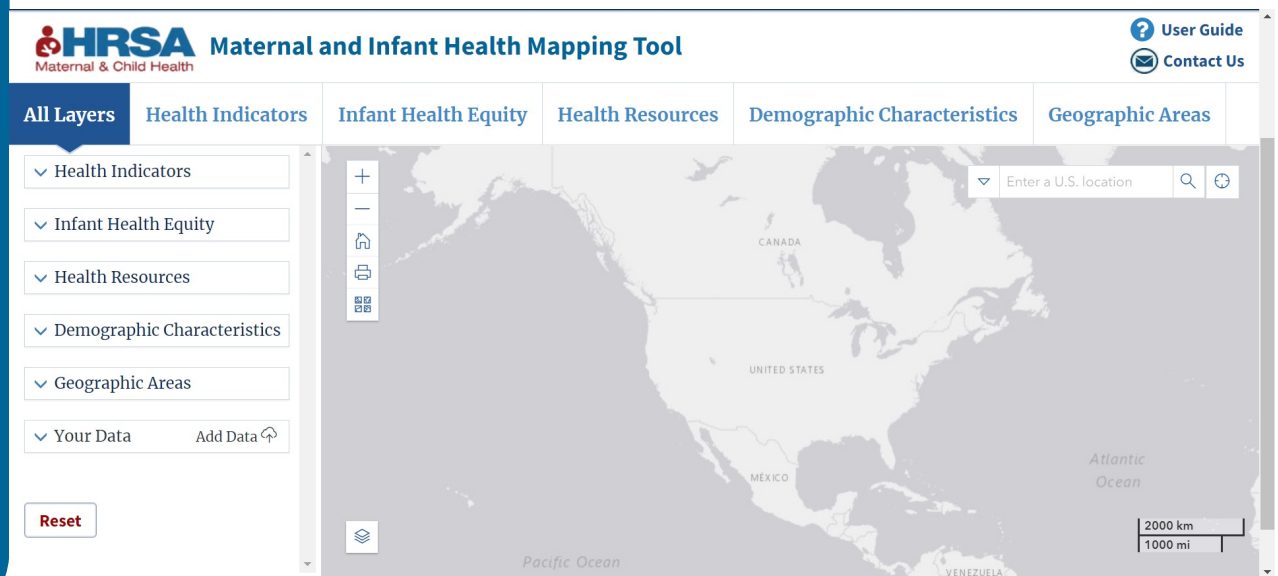 HRSA
Maternal & Child Health
Maternal and Infant Health Mapping Tool
User Guide
Contact Us
All Layers
Health Indicators
Infant Health Equity
Health Resources
Demographic Characteristics
Geographic Areas
Health Indicators
Infant Health Equity
Health Resources
Demographic Characteristics
Geographic Areas
Your Data Add Data
Reset
Enter a U.S. location
CANADA
UNITED STATES
MÉXICO
Atlantic
Ocean
Pacific Ocean
VENEZUELA
2000 km
1000 mi